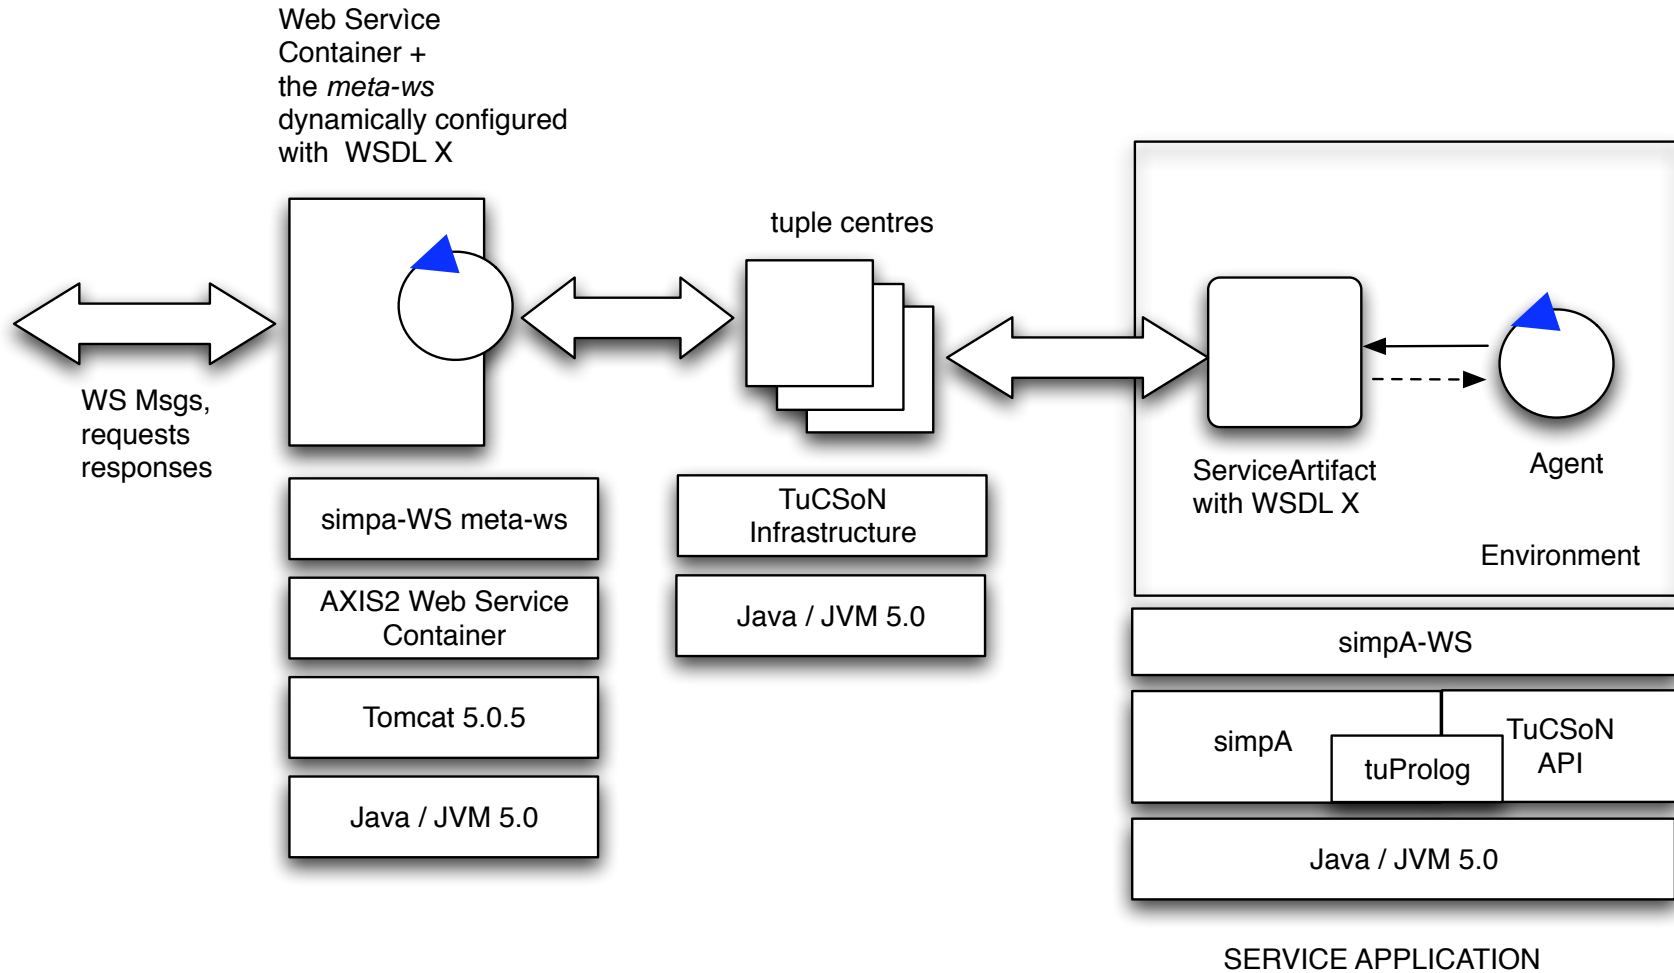 Web Servìce
Container +
the meta-ws
dynamically configured
with WSDL X
tuple centres
WS Msgs,
requests
responses
ServiceArtifact
with WSDL X
Agent
Environment
simpa-WS meta-ws
AXIS2 Web Service
Container
Tomcat 5.0.5
Java / JVM 5.0
TuCSoN
Infrastructure
Java / JVM 5.0
simpA-WS
simpA
tuProlog
TuCSoN
API
Java / JVM 5.0
SERVICE APPLICATION